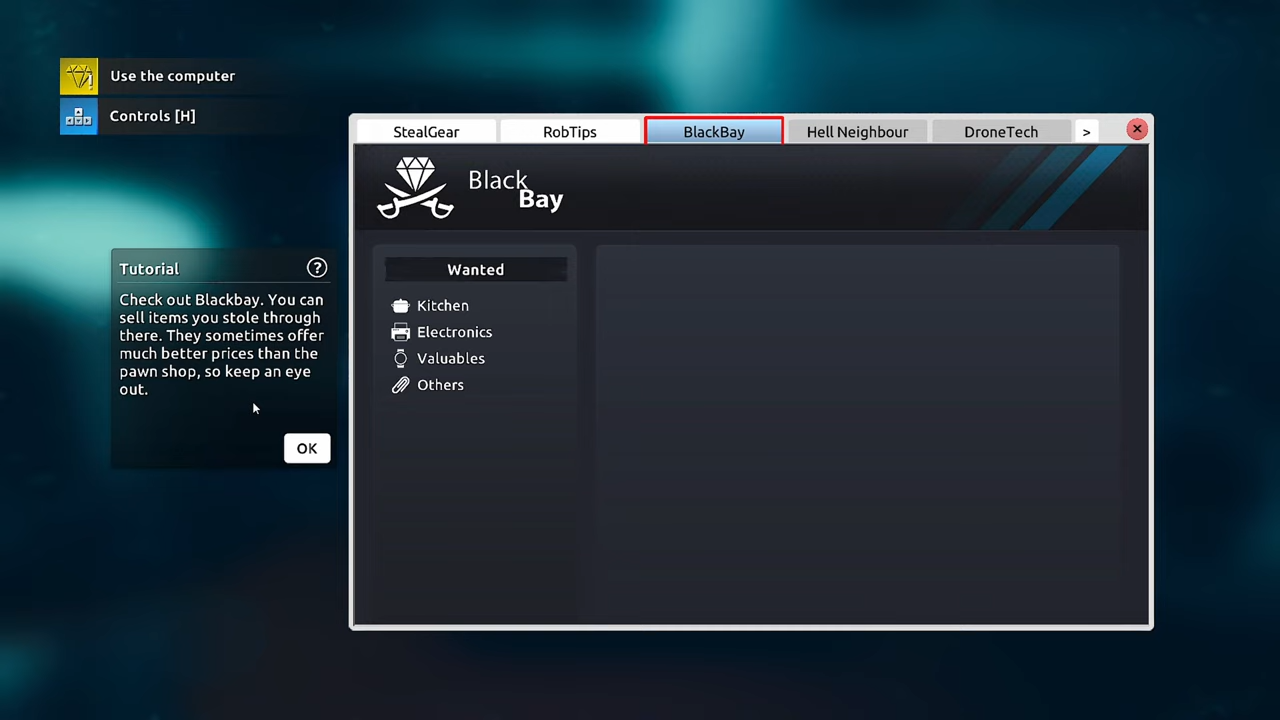 Use the computer
Controls [H]
StealGear
RobTips
BlackBay
Hell Neighbour
DroneTech
>
Black
Bay
Tutorial
?
Check out Blackbay. You can
sell items you stole through
there. They sometimes offer
much better prices than the
pawn shop, so keep an eye
out.
OK
Wanted
Kitchen
Electronics
Valuables
Others